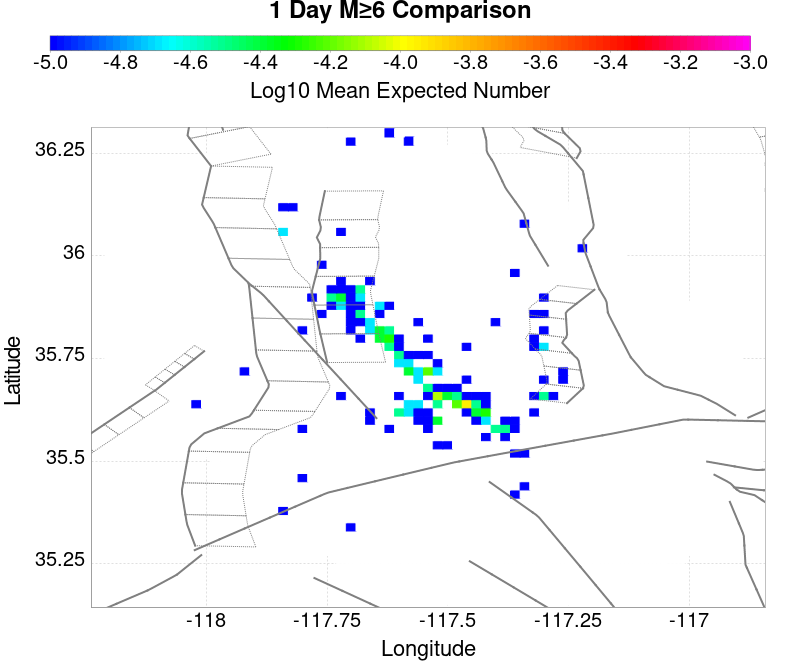 1 Day M≥6 Comparison
-5.0 -4.8 -4.6 -4.4 -4.2 -4.0 -3.8 -3.6 -3.4 -3.2 -3.0
Log10 Mean Expected Number
36.25
36
35.75
35.5
35.25
Latitude
-118 -117.75 -117.5 -117.25 -117
Longitude